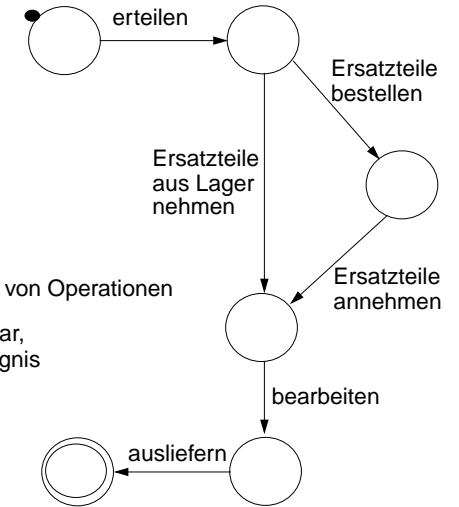 erteilen
Ersatzteile
bestellen
Ersatzteile
aus Lager
nehmen
Ersatzteile
annehmen
von Operationen
ar,
gnis
bearbeiten
ausliefern